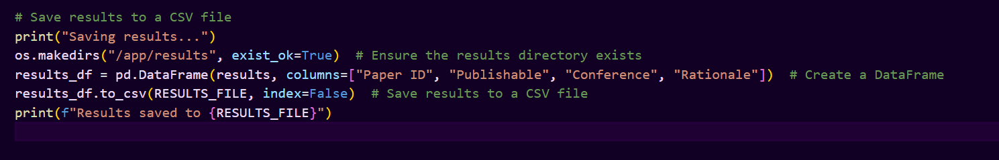 # Save results to a CSV file
print("Saving results...")
os.makedirs("/app/results", exist_ok=True)  # Ensure the results directory exists
results_df = pd.DataFrame(results, columns=["Paper ID", "Publishable", "Conference", "Rationale"])  # Create a DataFrame
results_df.to_csv(RESULTS_FILE, index=False)  # Save results to a CSV file
print(f"Results saved to {RESULTS_FILE}")